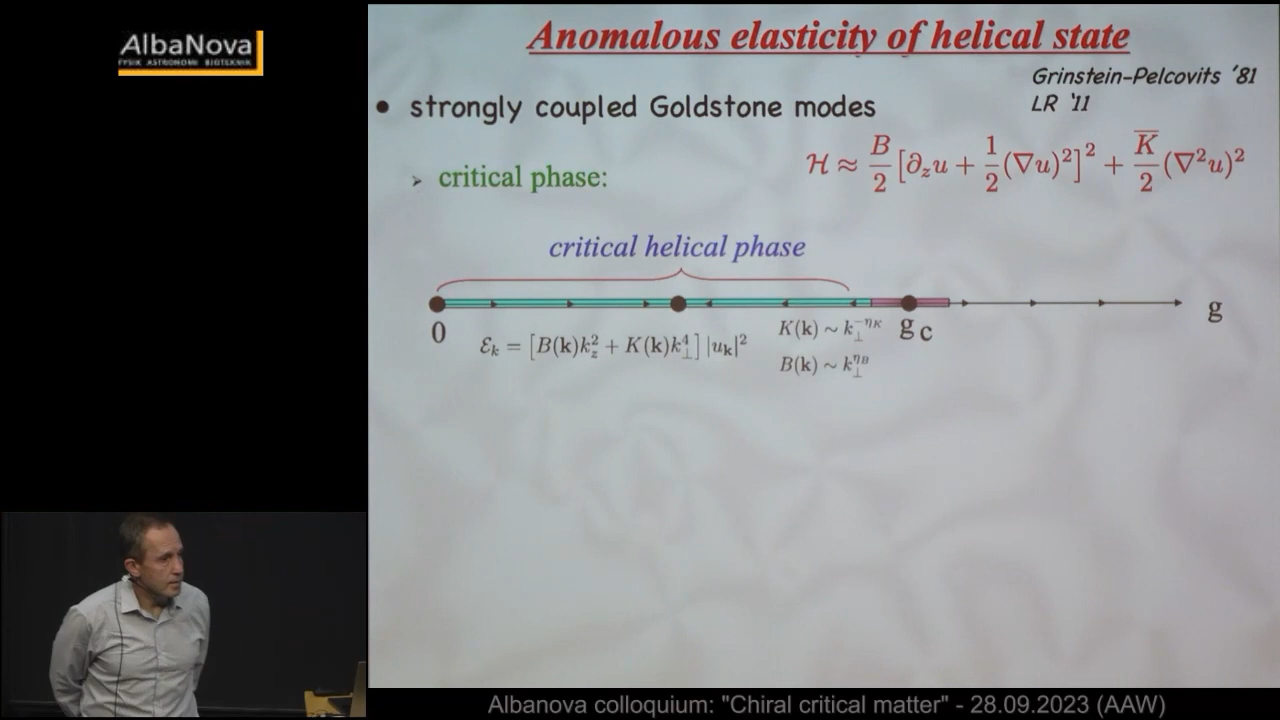 AlbaNova
FYSIK ASTRONOMI BIOTEKNIK
Anomalous elasticity of helical state
Grinstein-Pelcovits '81
LR '11
• strongly coupled Goldstone modes
ℋ ≈ B/2 [∂_z u + 1/2 (∇u)²]² + K̅/2 (∇²u)²
➢ critical phase:
critical helical phase
0
g_c
g
ℰ_k = [B(k)k_z² + K(k)k_⊥⁴] |u_k|²
K(k) ~ k_⊥^{-η_K}
B(k) ~ k_⊥^{η_B}
Albanova colloquium: "Chiral critical matter" - 28.09.2023 (AAW)